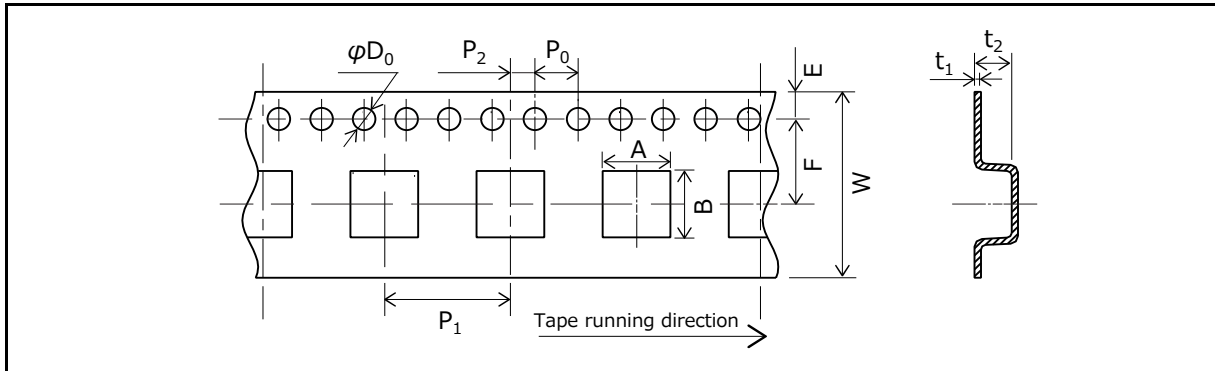 φD0
P2
P0
E
t2
t1
A
F
W
B
P1
Tape running direction